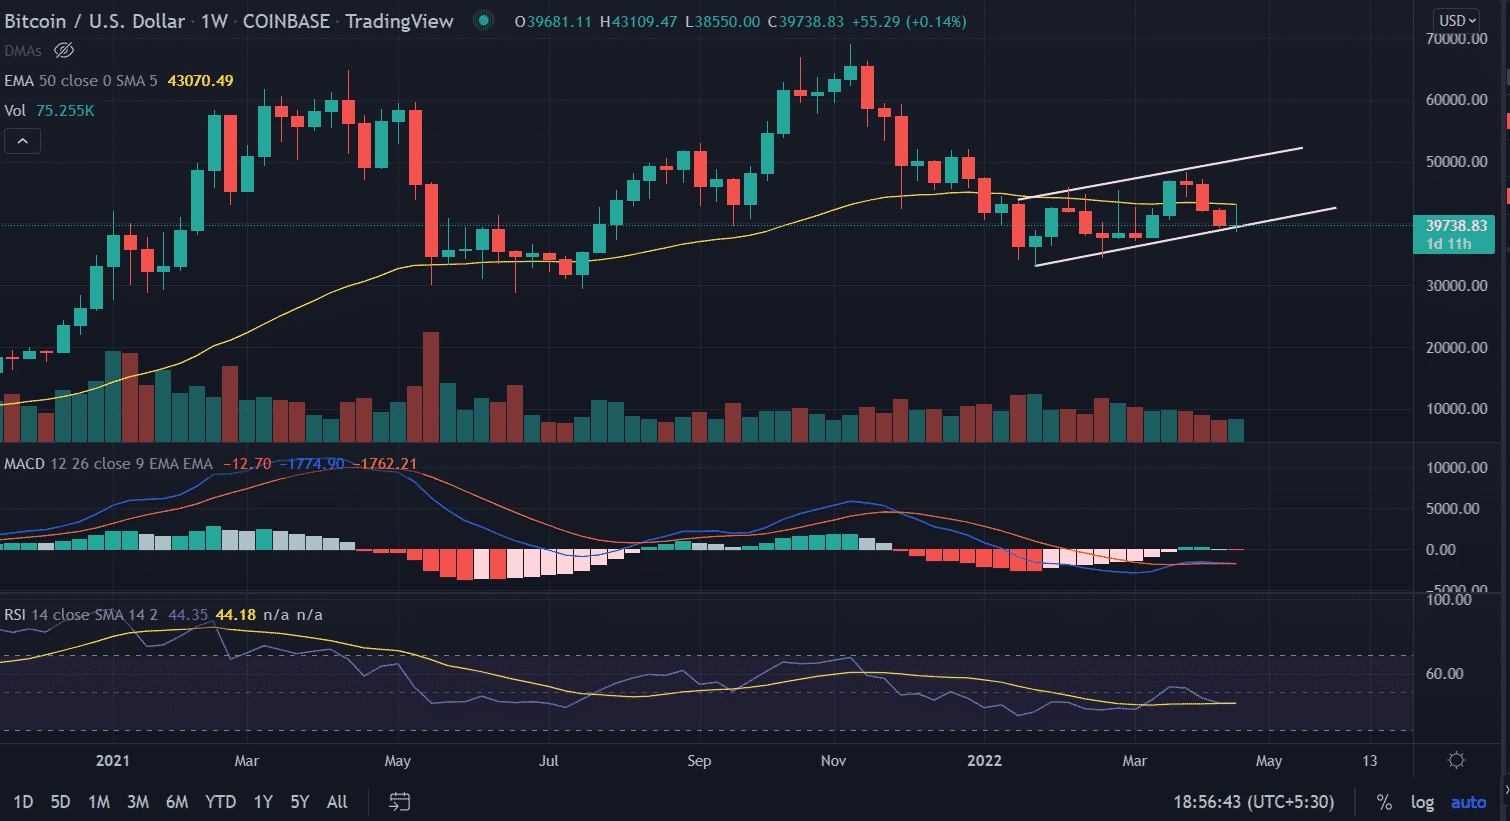 Bitcoin / U.S. Dollar · 1W · COINBASE · TradingView O39681.11 H43109.47 L38550.00 C39738.83 +55.29 (+0.14%)
USD
DMAs
EMA 50 close 0 SMA 5 43070.49
Vol 75.255K
70000.00
60000.00
50000.00
39738.83
1d 11h
30000.00
20000.00
10000.00
MACD 12 26 close 9 EMA EMA −12.70 −1774.90 −1762.21
10000.00
5000.00
0.00
−5000.00
RSI 14 close SMA 14 2 44.35 44.18 n/a n/a
100.00
60.00
2021 Mar May Jul Sep Nov 2022 Mar May 13
1D 5D 1M 3M 6M YTD 1Y 5Y All
18:56:43 (UTC+5:30) % log auto